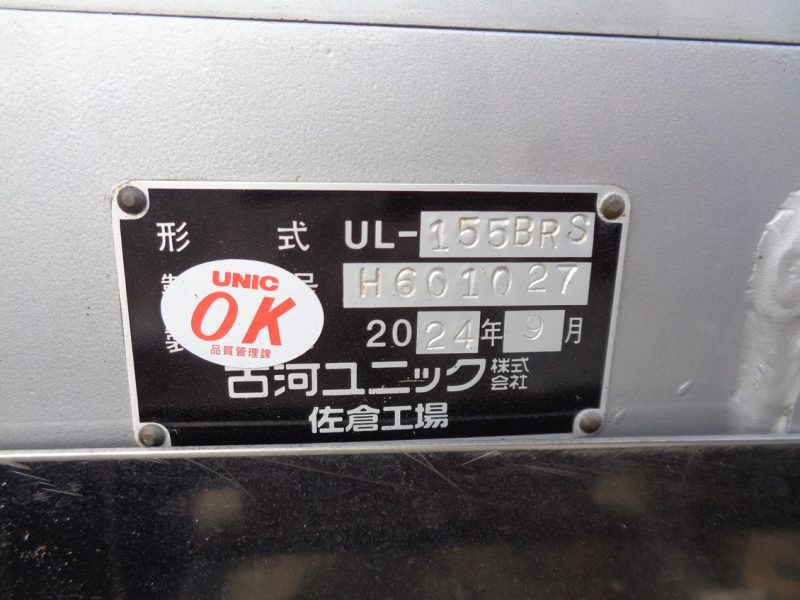 形 式 UL-155BRS
号 H601027
2024年9月
UNIC
OK
品質管理課
古河ユニック株式会社
佐倉工場